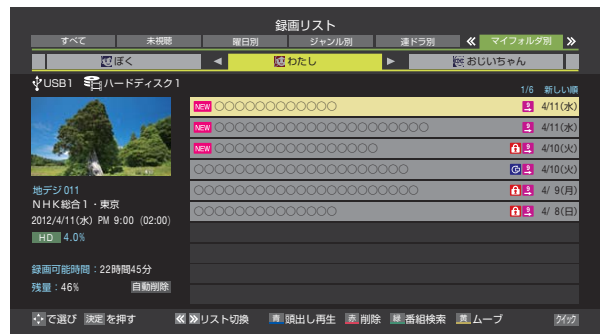 録画リスト
すべて 未視聴 曜日別 ジャンル別 連ドラ別 マイフォルダ別
ぼく わたし おじいちゃん
USB1 ハードディスク1
1/6 新しい順
NEW ○○○○○○○○○○○○ 4/11(水)
NEW ○○○○○○○○○○○○○○○○○○○○○ 4/11(水)
NEW ○○○○○○○○○○○○○○○○ 4/10(火)
○○○○○○○○○○○○○○○○○○○○○ 4/10(火)
○○○○○○○○○○○○○○○○○○○○○○ 4/ 9(月)
○○○○○○○○○○○○○○ 4/ 8(日)
地デジ 011
NHK総合1・東京
2012/4/11(水) PM 9:00 (02:00)
HD 4.0%
録画可能時間:22時間45分
残量:46% 自動削除
で選び 決定 を押す リスト切換 青 頭出し再生 赤 削除 緑 番組検索 黄 ムーブ クイック